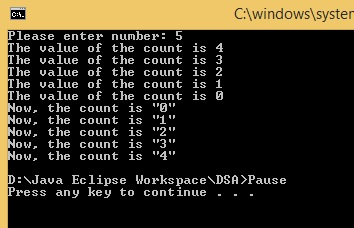 C:\windows\system
Please enter number: 5
The value of the count is 4
The value of the count is 3
The value of the count is 2
The value of the count is 1
The value of the count is 0
Now, the count is "0"
Now, the count is "1"
Now, the count is "2"
Now, the count is "3"
Now, the count is "4"
D:\Java Eclipse Workspace\DSA>Pause
Press any key to continue . . .